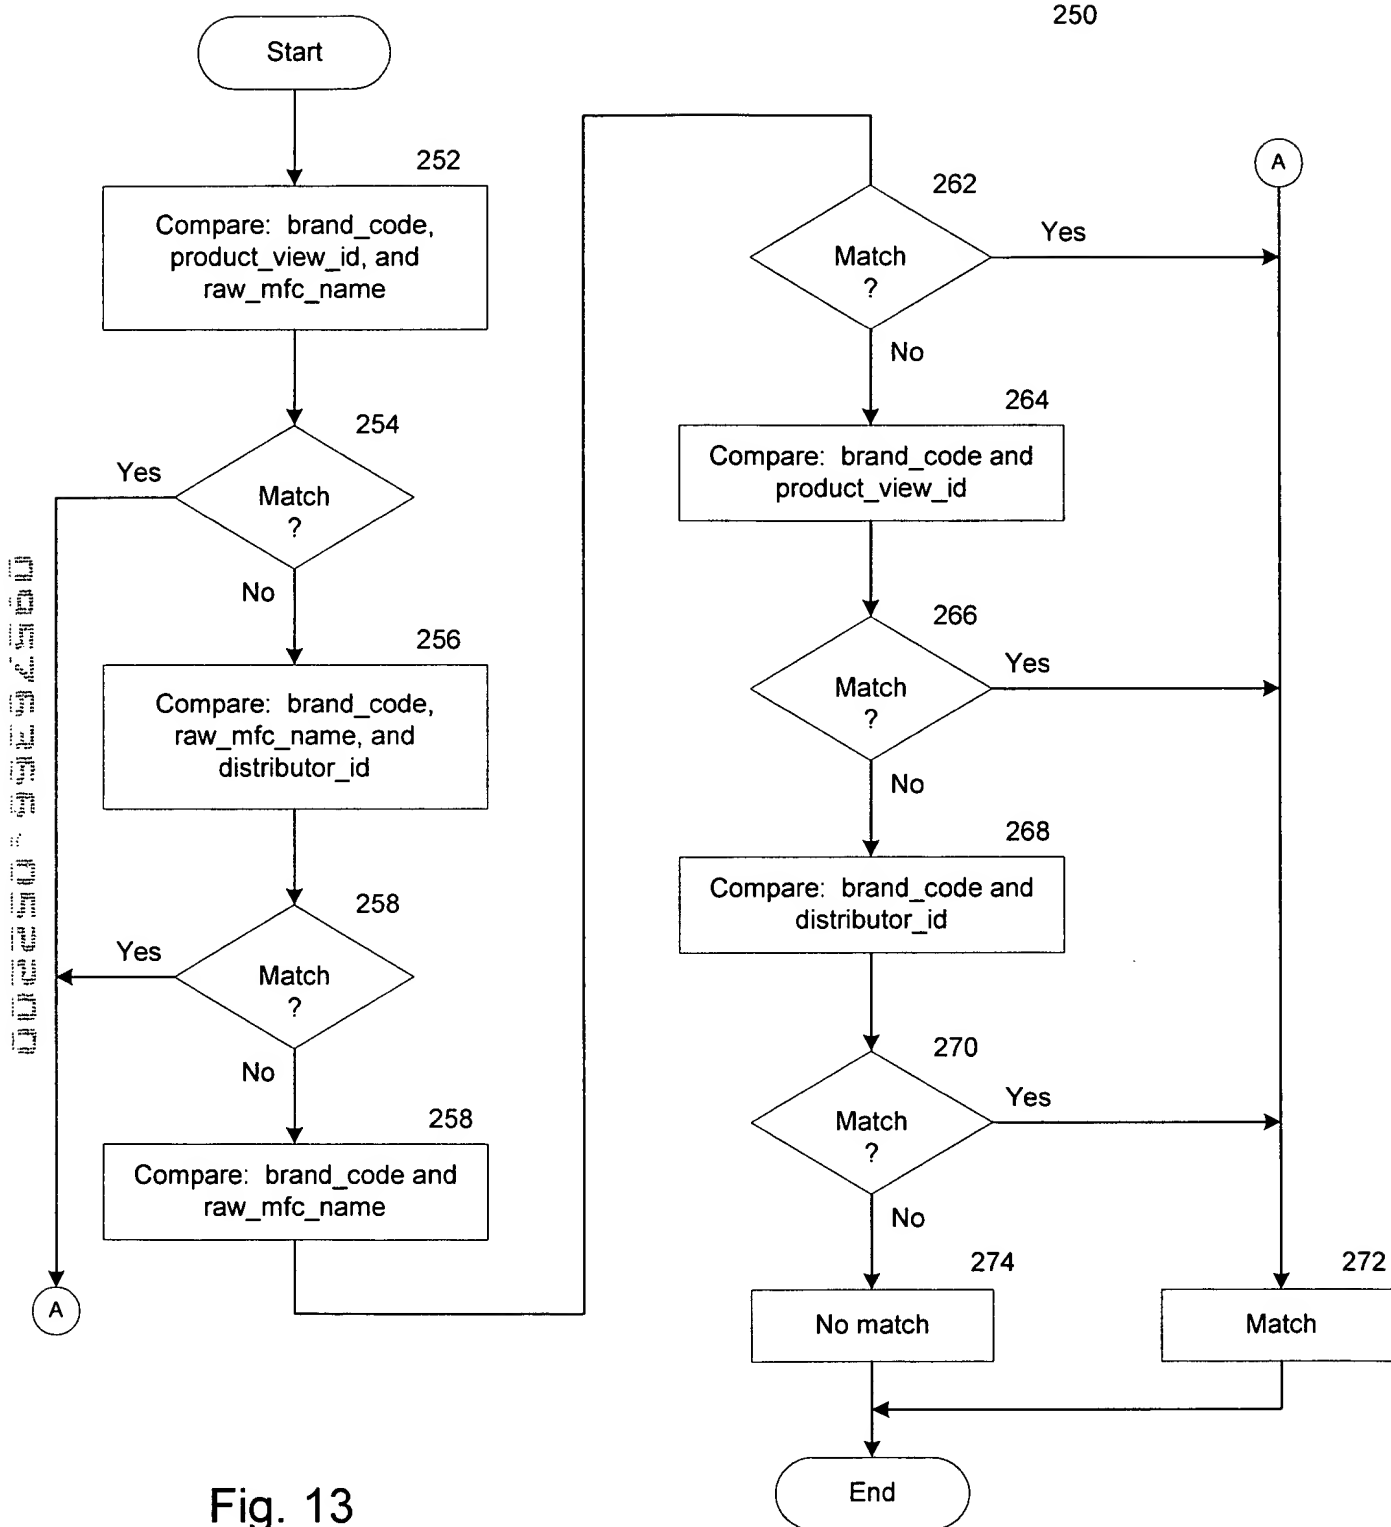 250
Start
252
Compare: brand_code,
product_view_id, and
raw_mfc_name
254
Yes
Match
?
No
256
Compare: brand_code,
raw_mfc_name, and
distributor_id
258
Yes
Match
?
No
258
Compare: brand_code and
raw_mfc_name
A
262
Match
?
Yes
No
264
Compare: brand_code and
product_view_id
266
Match
?
Yes
No
268
Compare: brand_code and
distributor_id
270
Match
?
Yes
No
274
No match
A
272
Match
End
09576366.052200
Fig. 13